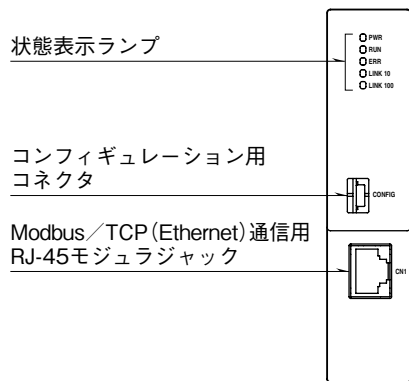 状態表示ランプ
PWR
RUN
ERR
LINK 10
LINK 100
コンフィギュレーション用
コネクタ
CONFIG
Modbus／TCP（Ethernet）通信用
RJ-45モジュラジャック
CN1